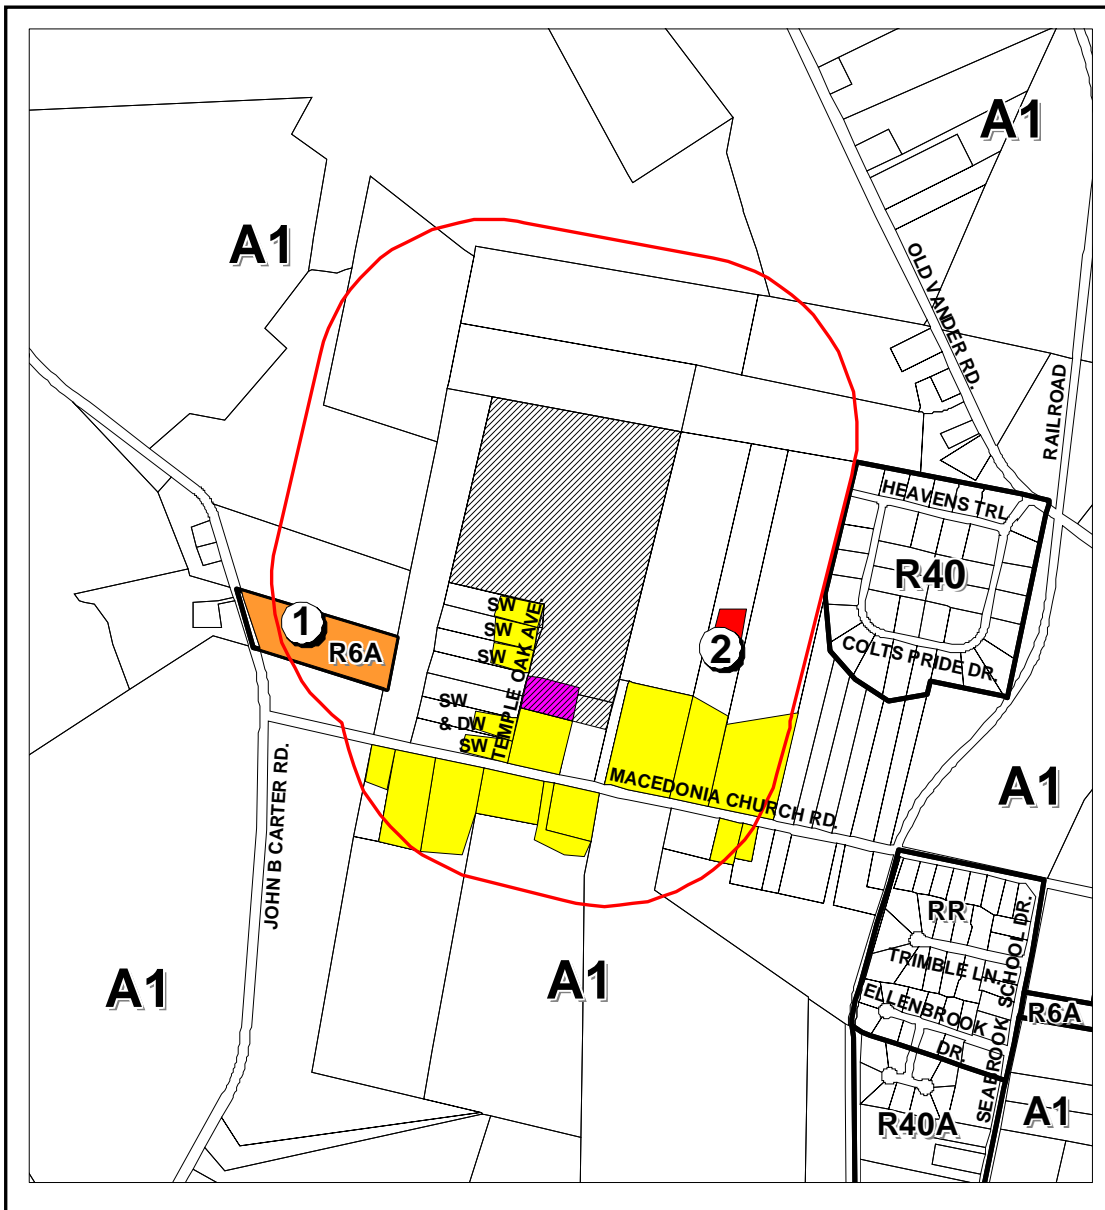 A1
A1
OLD VANDER RD.
RAILROAD
HEAVENS TRL
R40
COLTS PRIDE DR.
1
R6A
2
SW
SW
SW
SW
& DW
SW
TEMPLE OAK AVE.
MACEDONIA CHURCH RD.
JOHN B CARTER RD.
A1
RR
TRIMBLE LN.
ELLENBROOK
DR.
SEABROOK SCHOOL DR.
R6A
A1
A1
A1
R40A